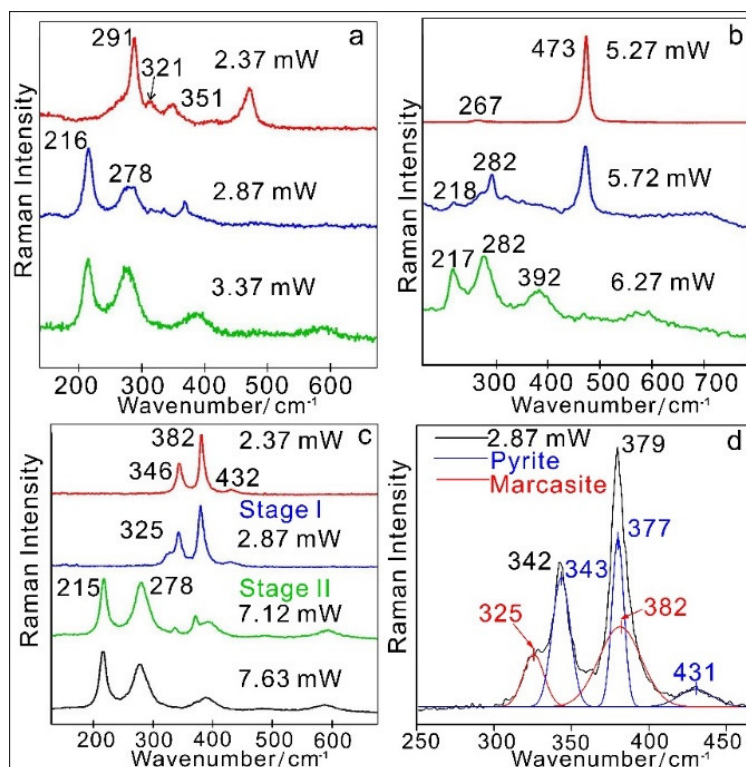 a
291
2.37 mW
321
351
216
278
2.87 mW
3.37 mW
Raman Intensity
200 300 400 500 600
Wavenumber/cm⁻¹
b
473
5.27 mW
267
282
5.72 mW
218
282
217
392
6.27 mW
Raman Intensity
300 400 500 600 700
Wavenumber/cm⁻¹
c
382
2.37 mW
346
432
Stage I
325
2.87 mW
Stage II
215
278
7.12 mW
7.63 mW
Raman Intensity
200 300 400 500 600
Wavenumber/cm⁻¹
d
2.87 mW
379
Pyrite
Marcasite
377
342
343
325
382
431
Raman Intensity
250 300 350 400 450
Wavenumber/cm⁻¹